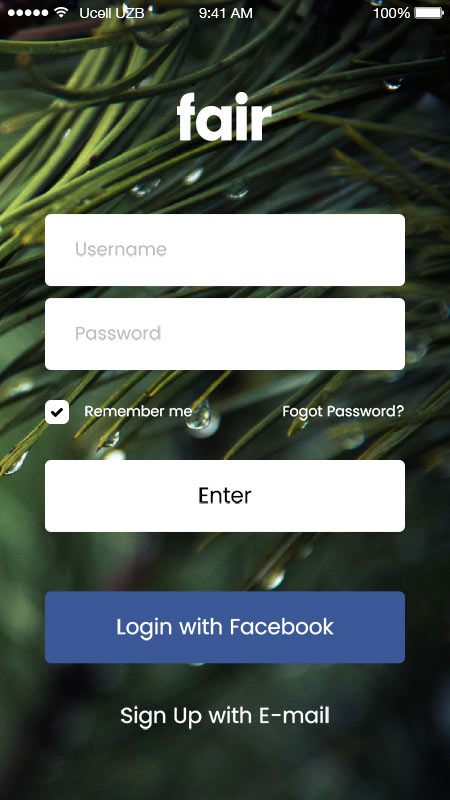 Ucell UZB 9:41 AM 100%
fair
Username
Password
Remember me Fogot Password?
Enter
Login with Facebook
Sign Up with E-mail